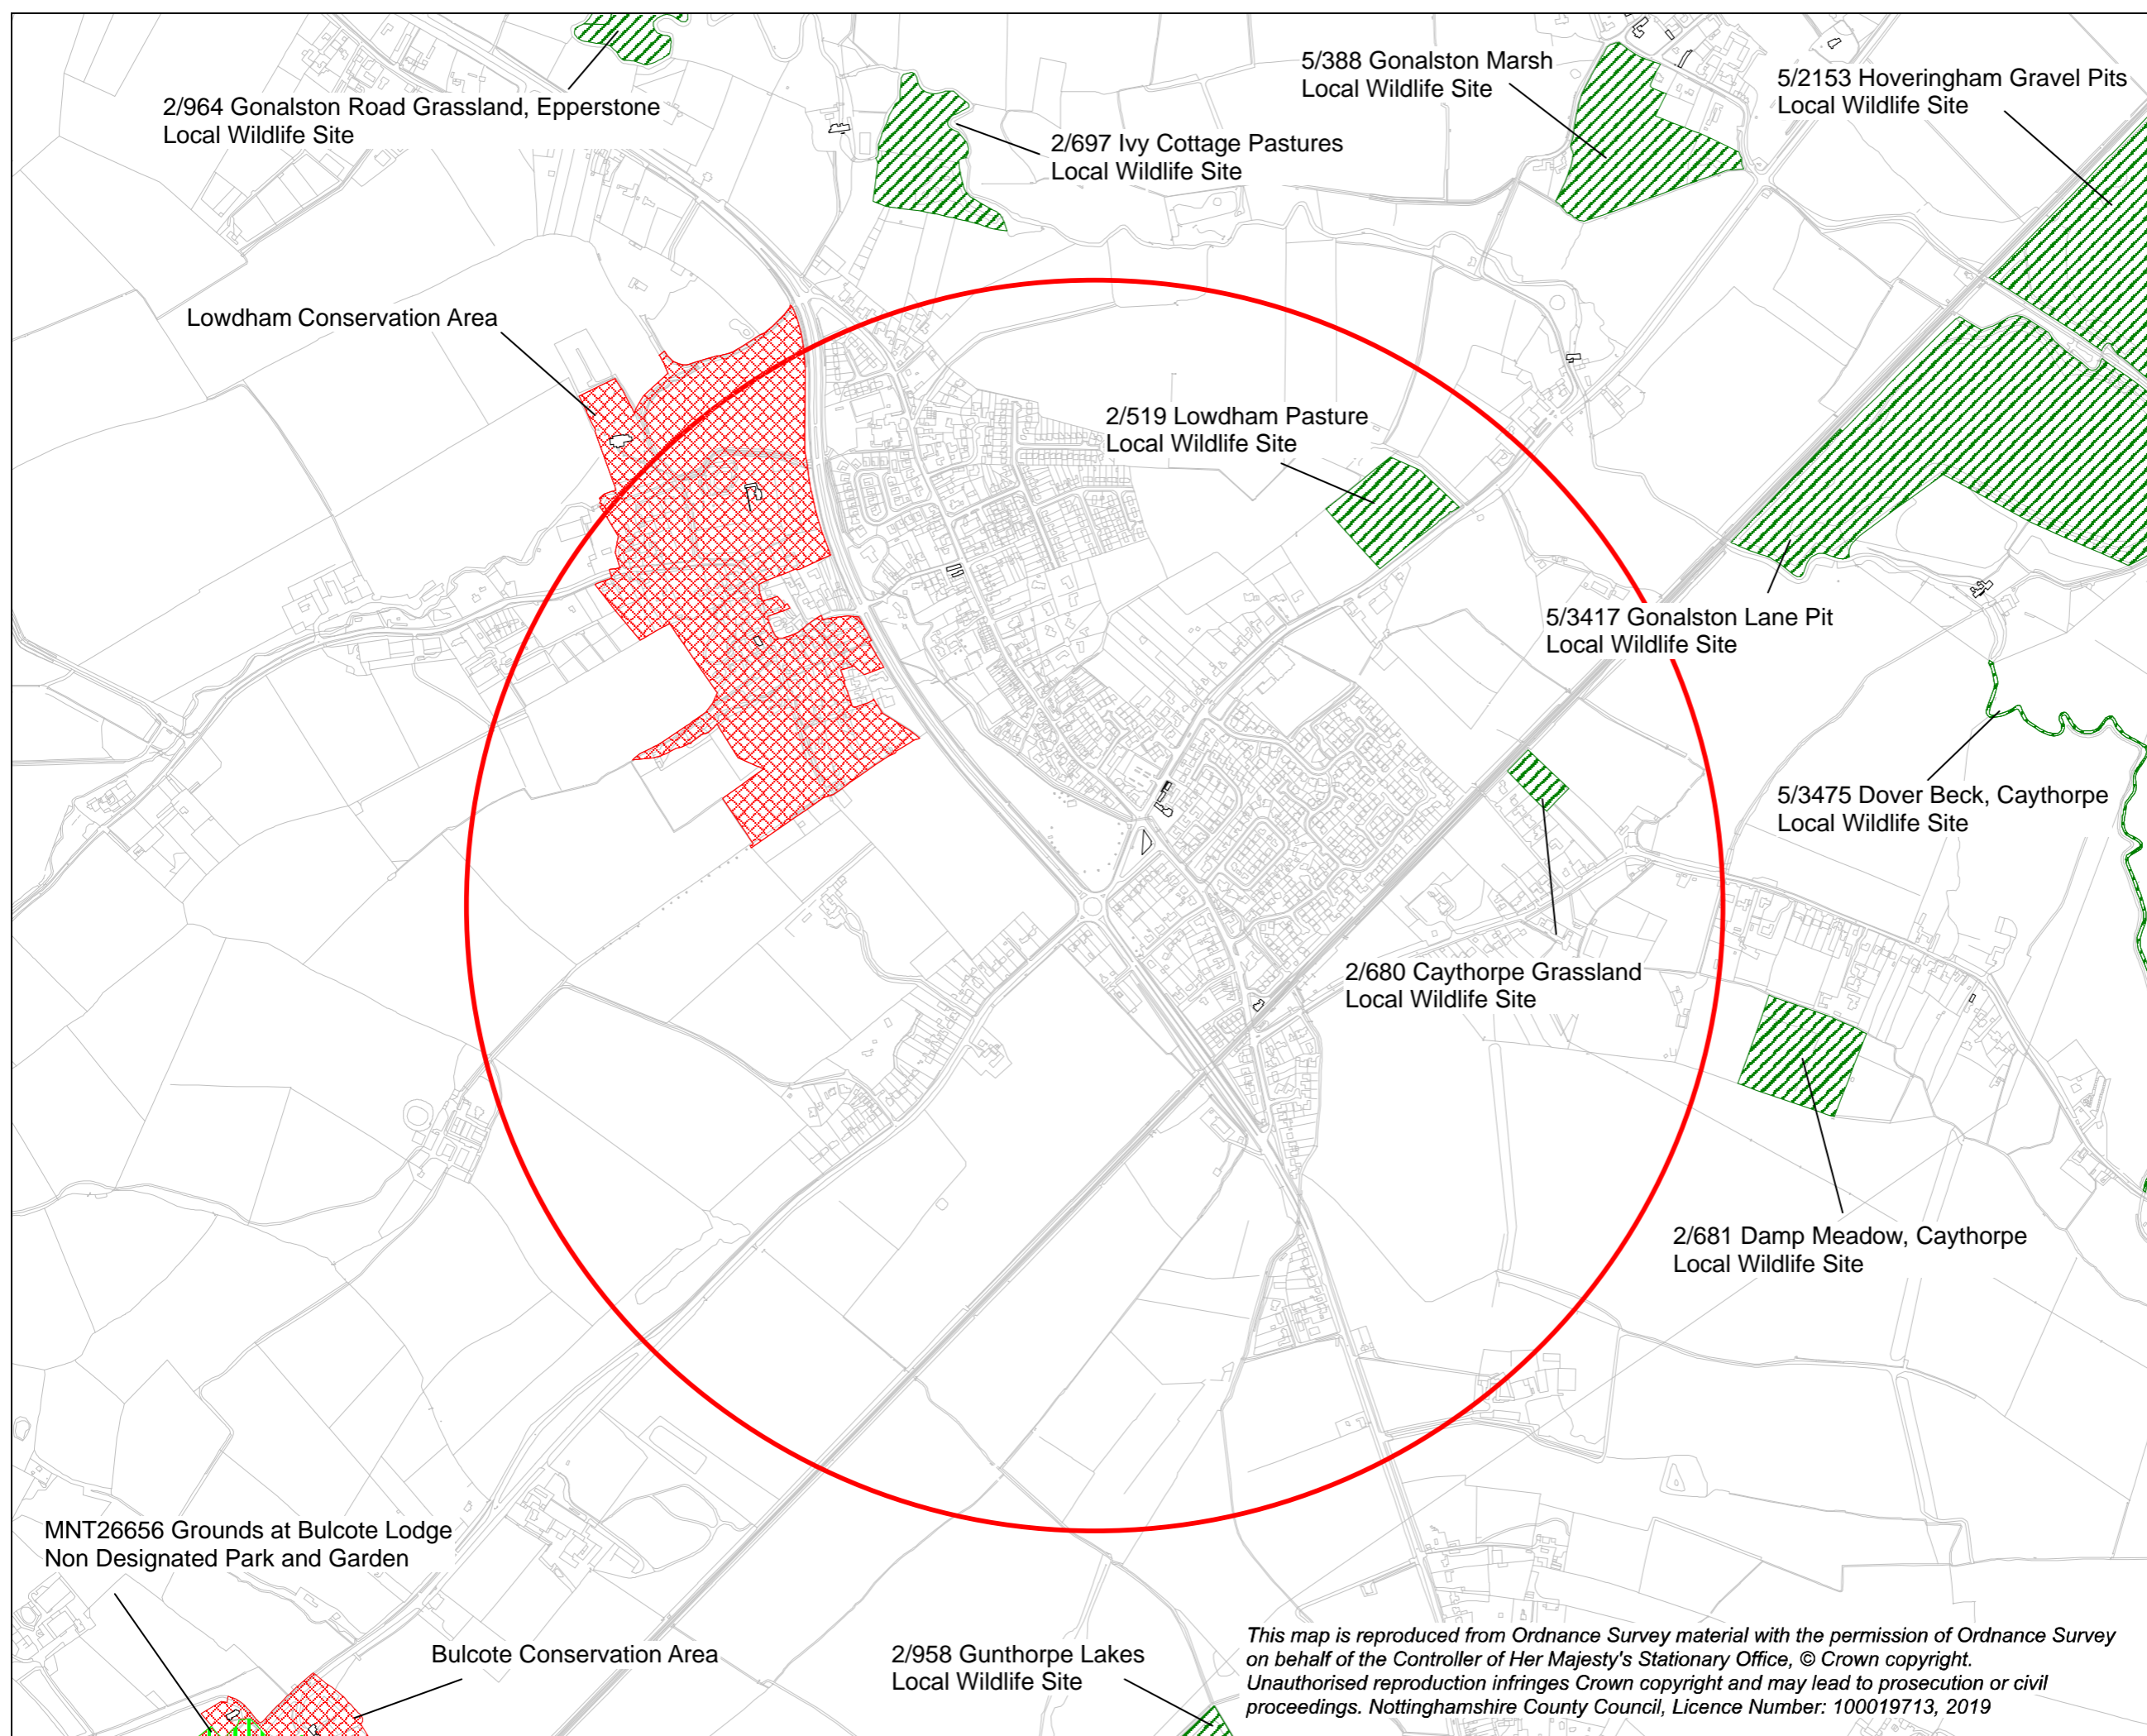 5/388 Gonalston Marsh
Local Wildlife Site
5/2153 Hoveringham Gravel Pits
Local Wildlife Site
2/964 Gonalston Road Grassland, Epperstone
Local Wildlife Site
2/697 Ivy Cottage Pastures
Local Wildlife Site
Lowdham Conservation Area
2/519 Lowdham Pasture
Local Wildlife Site
5/3417 Gonalston Lane Pit
Local Wildlife Site
5/3475 Dover Beck, Caythorpe
Local Wildlife Site
2/680 Caythorpe Grassland
Local Wildlife Site
2/681 Damp Meadow, Caythorpe
Local Wildlife Site
MNT26656 Grounds at Bulcote Lodge
Non Designated Park and Garden
Bulcote Conservation Area
2/958 Gunthorpe Lakes
Local Wildlife Site
This map is reproduced from Ordnance Survey material with the permission of Ordnance Survey
on behalf of the Controller of Her Majesty's Stationary Office, © Crown copyright.
Unauthorised reproduction infringes Crown copyright and may lead to prosecution or civil
proceedings. Nottinghamshire County Council, Licence Number: 100019713, 2019